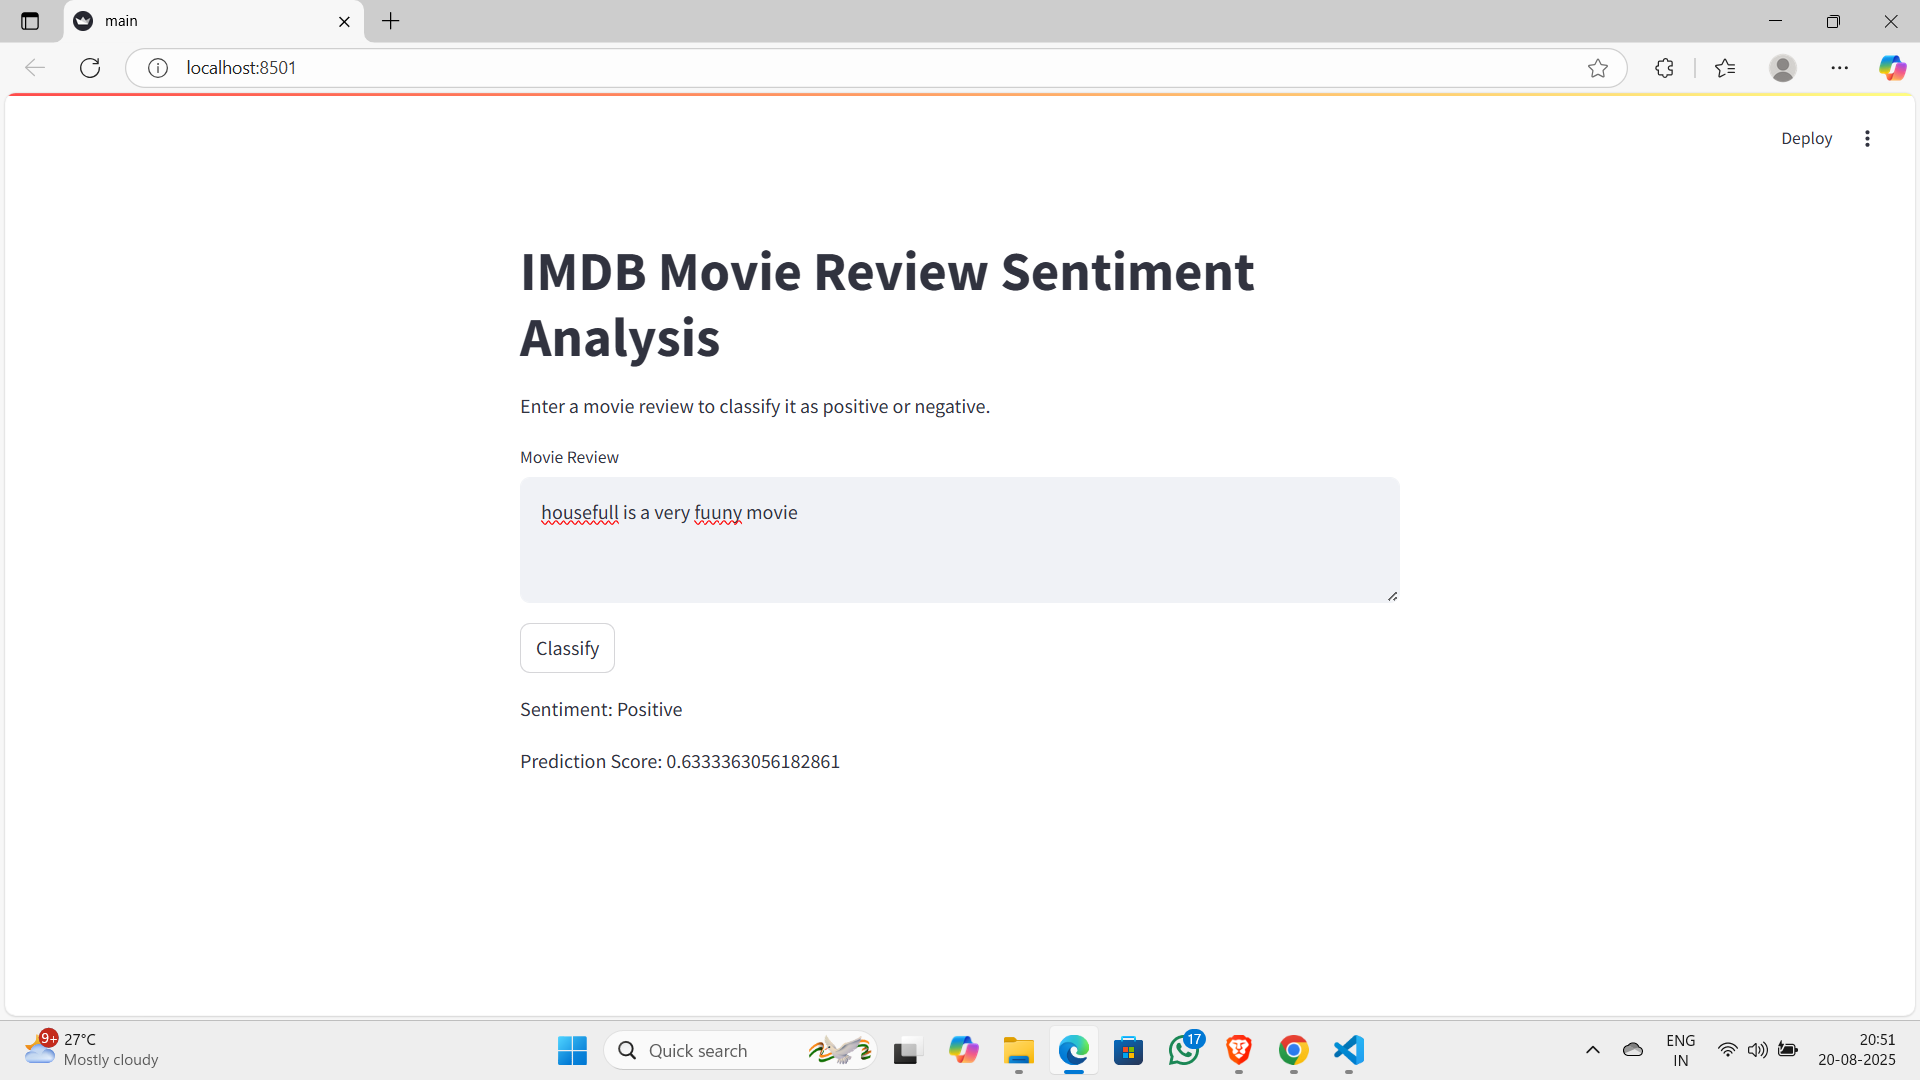 main
localhost:8501
Deploy
IMDB Movie Review Sentiment
Analysis
Enter a movie review to classify it as positive or negative.
Movie Review
housefull is a very fuuny movie
Classify
Sentiment: Positive
Prediction Score: 0.6333363056182861
9+
27°C
Mostly cloudy
Quick search
17
ENG
IN
20:51
20-08-2025